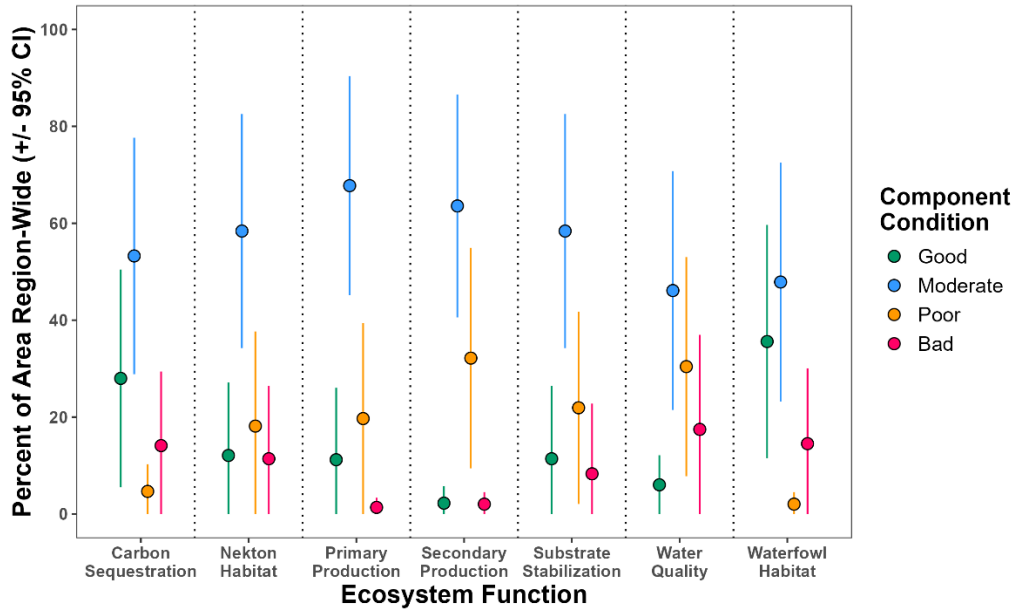 Percent of Area Region-Wide (+/- 95% CI)
100
80
60
40
20
0
Carbon
Sequestration
Nekton
Habitat
Primary
Production
Secondary
Production
Substrate
Stabilization
Water
Quality
Waterfowl
Habitat
Ecosystem Function
Component
Condition
Good
Moderate
Poor
Bad